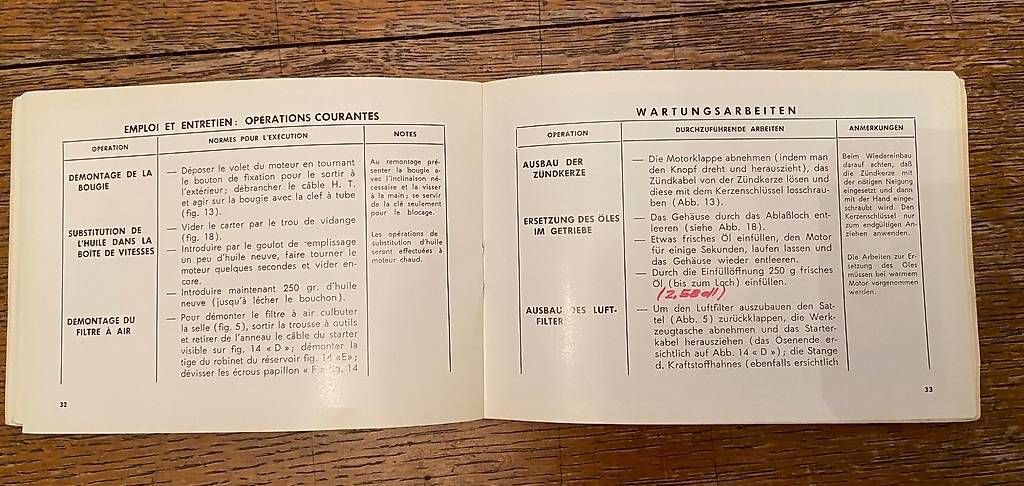 EMPLOI ET ENTRETIEN: OPÉRATIONS COURANTES
OPERATION
NORMES POUR L'EXÉCUTION
NOTES
DÉMONTAGE DE LA
BOUGIE
— Déposer le volet du moteur en tournant
le bouton de fixation pour le sortir à
l'extérieur; débrancher le câble H. T.
et agir sur la bougie avec la clef à tube
(fig. 13).
Au remontage pré-
senter la bougie a-
vec l'inclinaison né-
cessaire et la visser
à la main; se servir
de la clé seulement
pour le blocage.
SUBSTITUTION DE
L'HUILE DANS LA
BOÎTE DE VITESSES
— Vider le carter par le trou de vidange
(fig. 18).
— Introduire par le goulot de remplissage
un peu d'huile neuve, faire tourner le
moteur quelques secondes et vider en-
core.
— Introduire maintenant 250 gr. d'huile
neuve (jusqu'à lécher le bouchon).
Les opérations de
substitution d'huile
seront effectuées à
moteur chaud.
DÉMONTAGE DU
FILTRE À AIR
— Pour démonter le filtre à air culbuter
la selle (fig. 5), sortir la trousse à outils
et retirer de l'anneau le câble du starter
visible sur fig. 14 « D »; démonter la
tige du robinet du réservoir fig. 14 «E»;
dévisser les écrous papillon « F » fig. 14
32
WARTUNGSARBEITEN
OPERATION
DURCHZUFÜHRENDE ARBEITEN
ANMERKUNGEN
AUSBAU DER
ZÜNDKERZE
— Die Motorklappe abnehmen (indem man
den Knopf dreht und herauszieht), das
Zündkabel von der Zündkerze lösen und
diese mit dem Kerzenschlüssel losschrau-
ben (Abb. 13).
Beim Wiedereinbau
darauf achten, daß
die Zündkerze mit
der nötigen Neigung
eingesetzt und dann
mit der Hand einge-
schraubt wird. Den
Kerzenschlüssel nur
zum endgültigen An-
ziehen anwenden.
ERSETZUNG DES ÖLES
IM GETRIEBE
— Das Gehäuse durch das Ablaßloch ent-
leeren (siehe Abb. 18).
— Etwas frisches Öl einfüllen, den Motor
für einige Sekunden, laufen lassen und
das Gehäuse wieder entleeren.
— Durch die Einfüllöffnung 250 g frisches
Öl (bis zum Loch) einfüllen.
(2,58 dl)
Die Arbeiten zur Er-
setzung des Öles
müssen bei warmem
Motor vorgenommen
werden.
AUSBAU DES LUFT-
FILTER
— Um den Luftfilter auszubauen den Sat-
tel (Abb. 5) zurückklappen, die Werk-
zeugtasche abnehmen und das Starter-
kabel herausziehen (das Ösenende er-
sichtlich auf Abb. 14 « D »); die Stange
d. Kraftstoffhahnes (ebenfalls ersichtlich
33